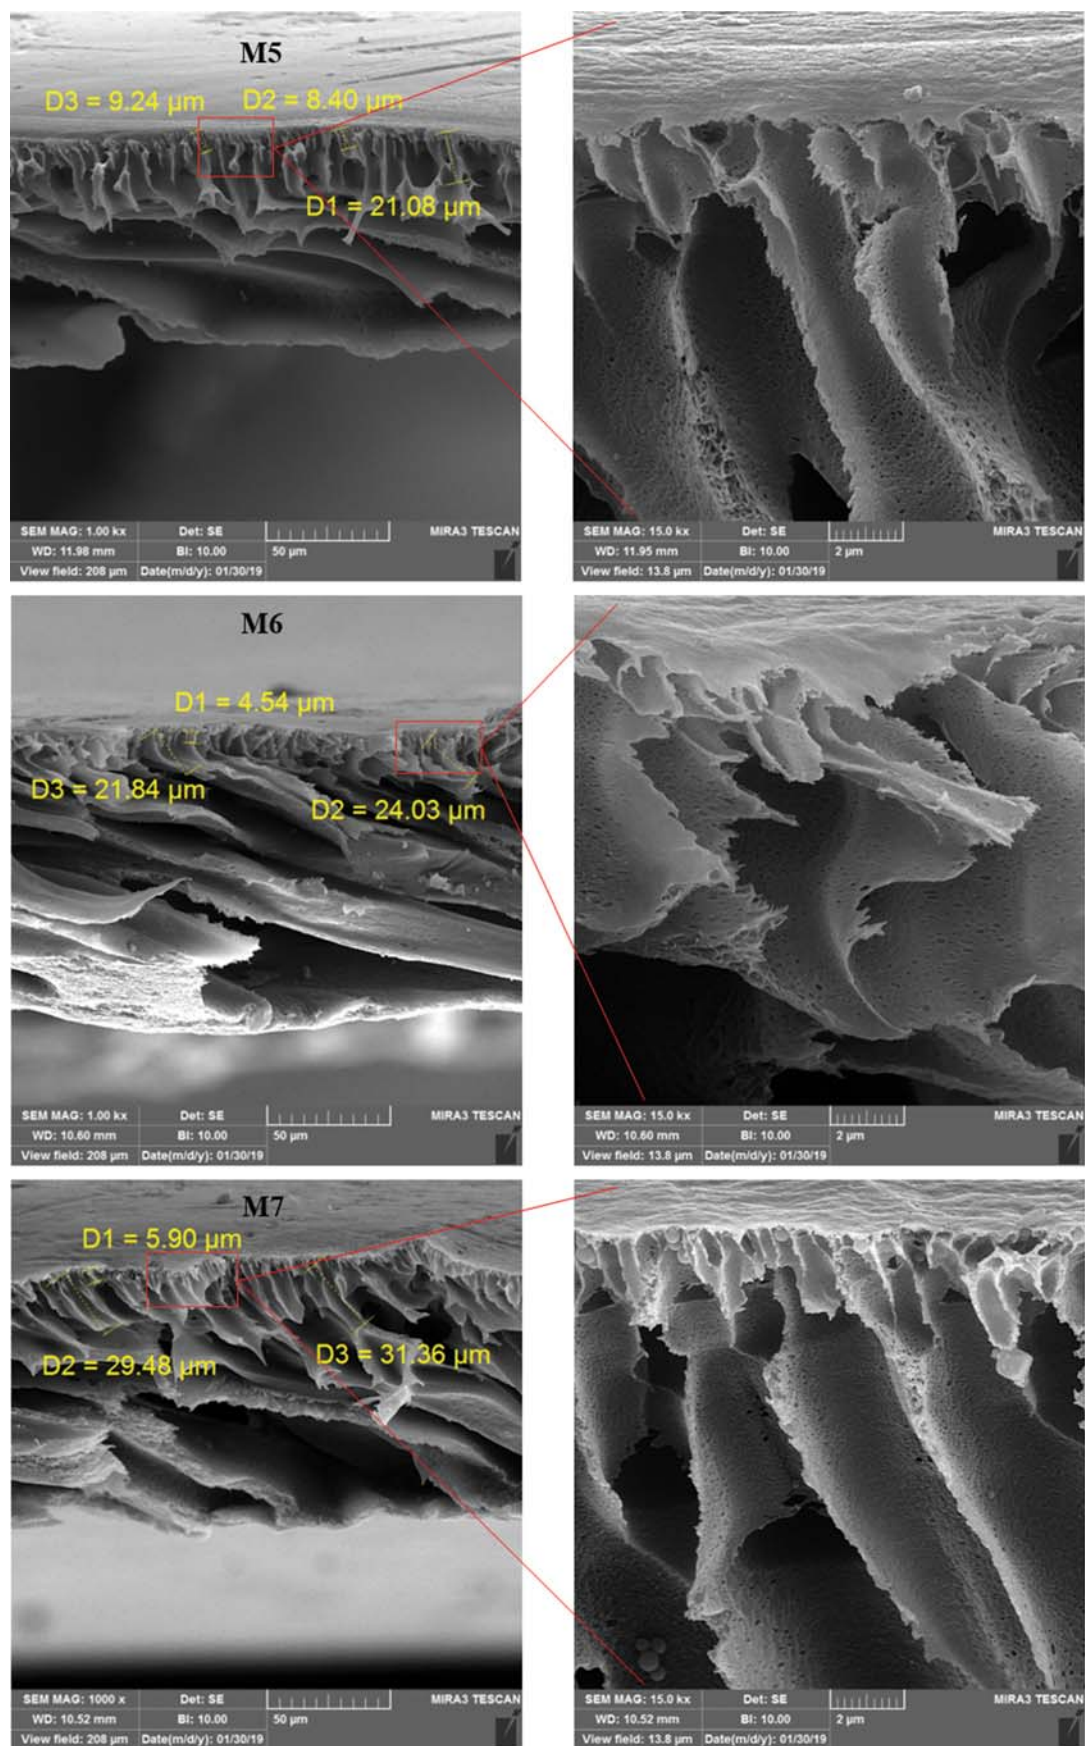 M5
D3 = 9.24 µm D2 = 8.40 µm
D1 = 21.08 µm
SEM MAG: 1.00 kx Det: SE MIRA3 TESCAN
WD: 11.98 mm BI: 10.00 50 µm
View field: 208 µm Date(m/d/y): 01/30/19
SEM MAG: 15.0 kx Det: SE MIRA3 TESCAN
WD: 11.95 mm BI: 10.00 2 µm
View field: 13.8 µm Date(m/d/y): 01/30/19
M6
D1 = 4.54 µm
D3 = 21.84 µm
D2 = 24.03 µm
SEM MAG: 1.00 kx Det: SE MIRA3 TESCAN
WD: 10.60 mm BI: 10.00 50 µm
View field: 208 µm Date(m/d/y): 01/30/19
SEM MAG: 15.0 kx Det: SE MIRA3 TESCAN
WD: 10.60 mm BI: 10.00 2 µm
View field: 13.8 µm Date(m/d/y): 01/30/19
M7
D1 = 5.90 µm
D2 = 29.48 µm
D3 = 31.36 µm
SEM MAG: 1000 x Det: SE MIRA3 TESCAN
WD: 10.52 mm BI: 10.00 50 µm
View field: 208 µm Date(m/d/y): 01/30/19
SEM MAG: 15.0 kx Det: SE MIRA3 TESCAN
WD: 10.52 mm BI: 10.00 2 µm
View field: 13.8 µm Date(m/d/y): 01/30/19